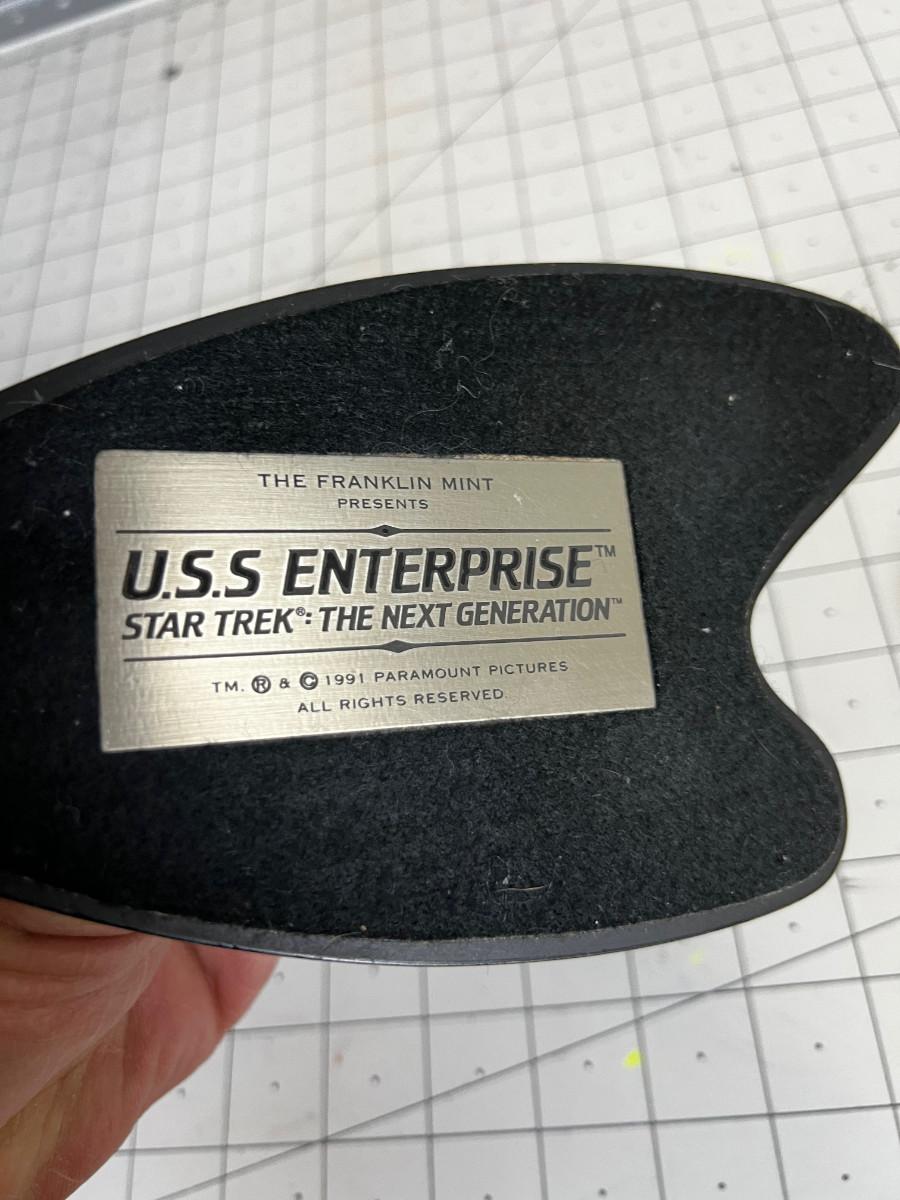 THE FRANKLIN MINT
PRESENTS
U.S.S ENTERPRISE™
STAR TREK®: THE NEXT GENERATION™
TM. ® & © 1991 PARAMOUNT PICTURES
ALL RIGHTS RESERVED